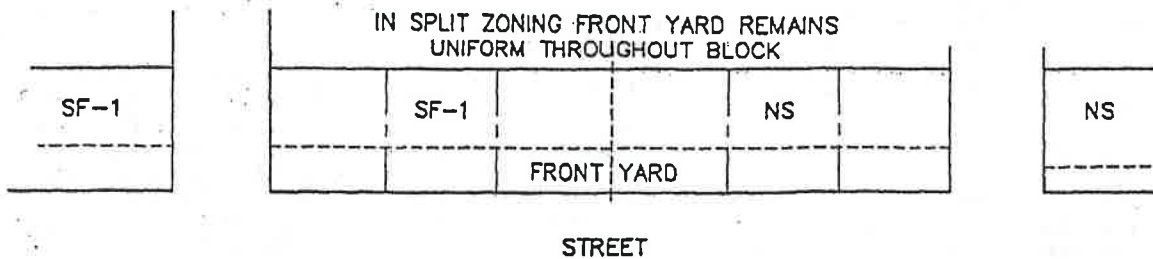 IN SPLIT ZONING FRONT YARD REMAINS
UNIFORM THROUGHOUT BLOCK
SF-1
SF-1
NS
NS
FRONT YARD
STREET